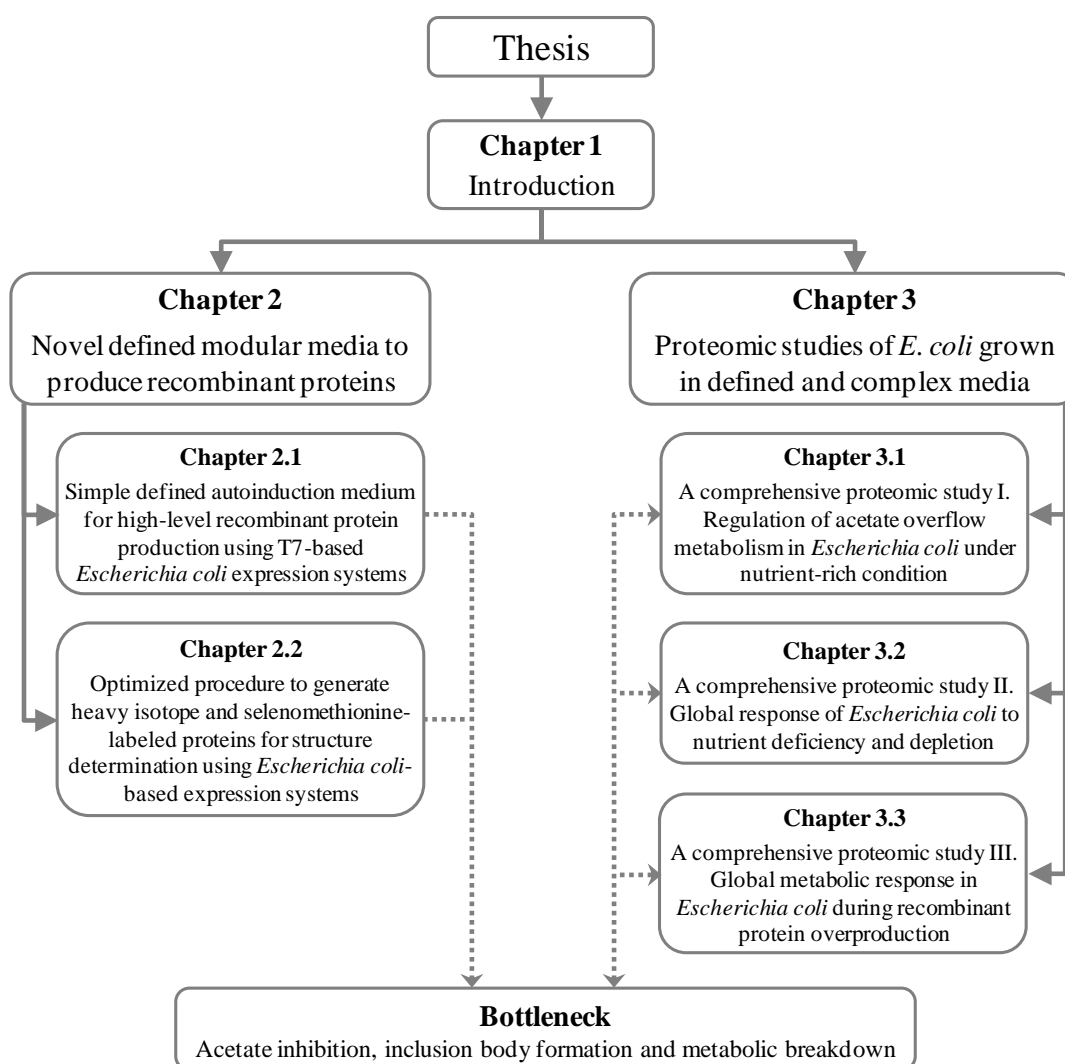 Thesis
Chapter 1
Introduction
Chapter 2
Novel defined modular media to
produce recombinant proteins
Chapter 2.1
Simple defined autoinduction medium
for high-level recombinant protein
production using T7-based
Escherichia coli expression systems
Chapter 2.2
Optimized procedure to generate
heavy isotope and selenomethionine-
labeled proteins for structure
determination using Escherichia coli-
based expression systems
Chapter 3
Proteomic studies of E. coli grown
in defined and complex media
Chapter 3.1
A comprehensive proteomic study I.
Regulation of acetate overflow
metabolism in Escherichia coli under
nutrient-rich condition
Chapter 3.2
A comprehensive proteomic study II.
Global response of Escherichia coli to
nutrient deficiency and depletion
Chapter 3.3
A comprehensive proteomic study III.
Global metabolic response in
Escherichia coli during recombinant
protein overproduction
Bottleneck
Acetate inhibition, inclusion body formation and metabolic breakdown